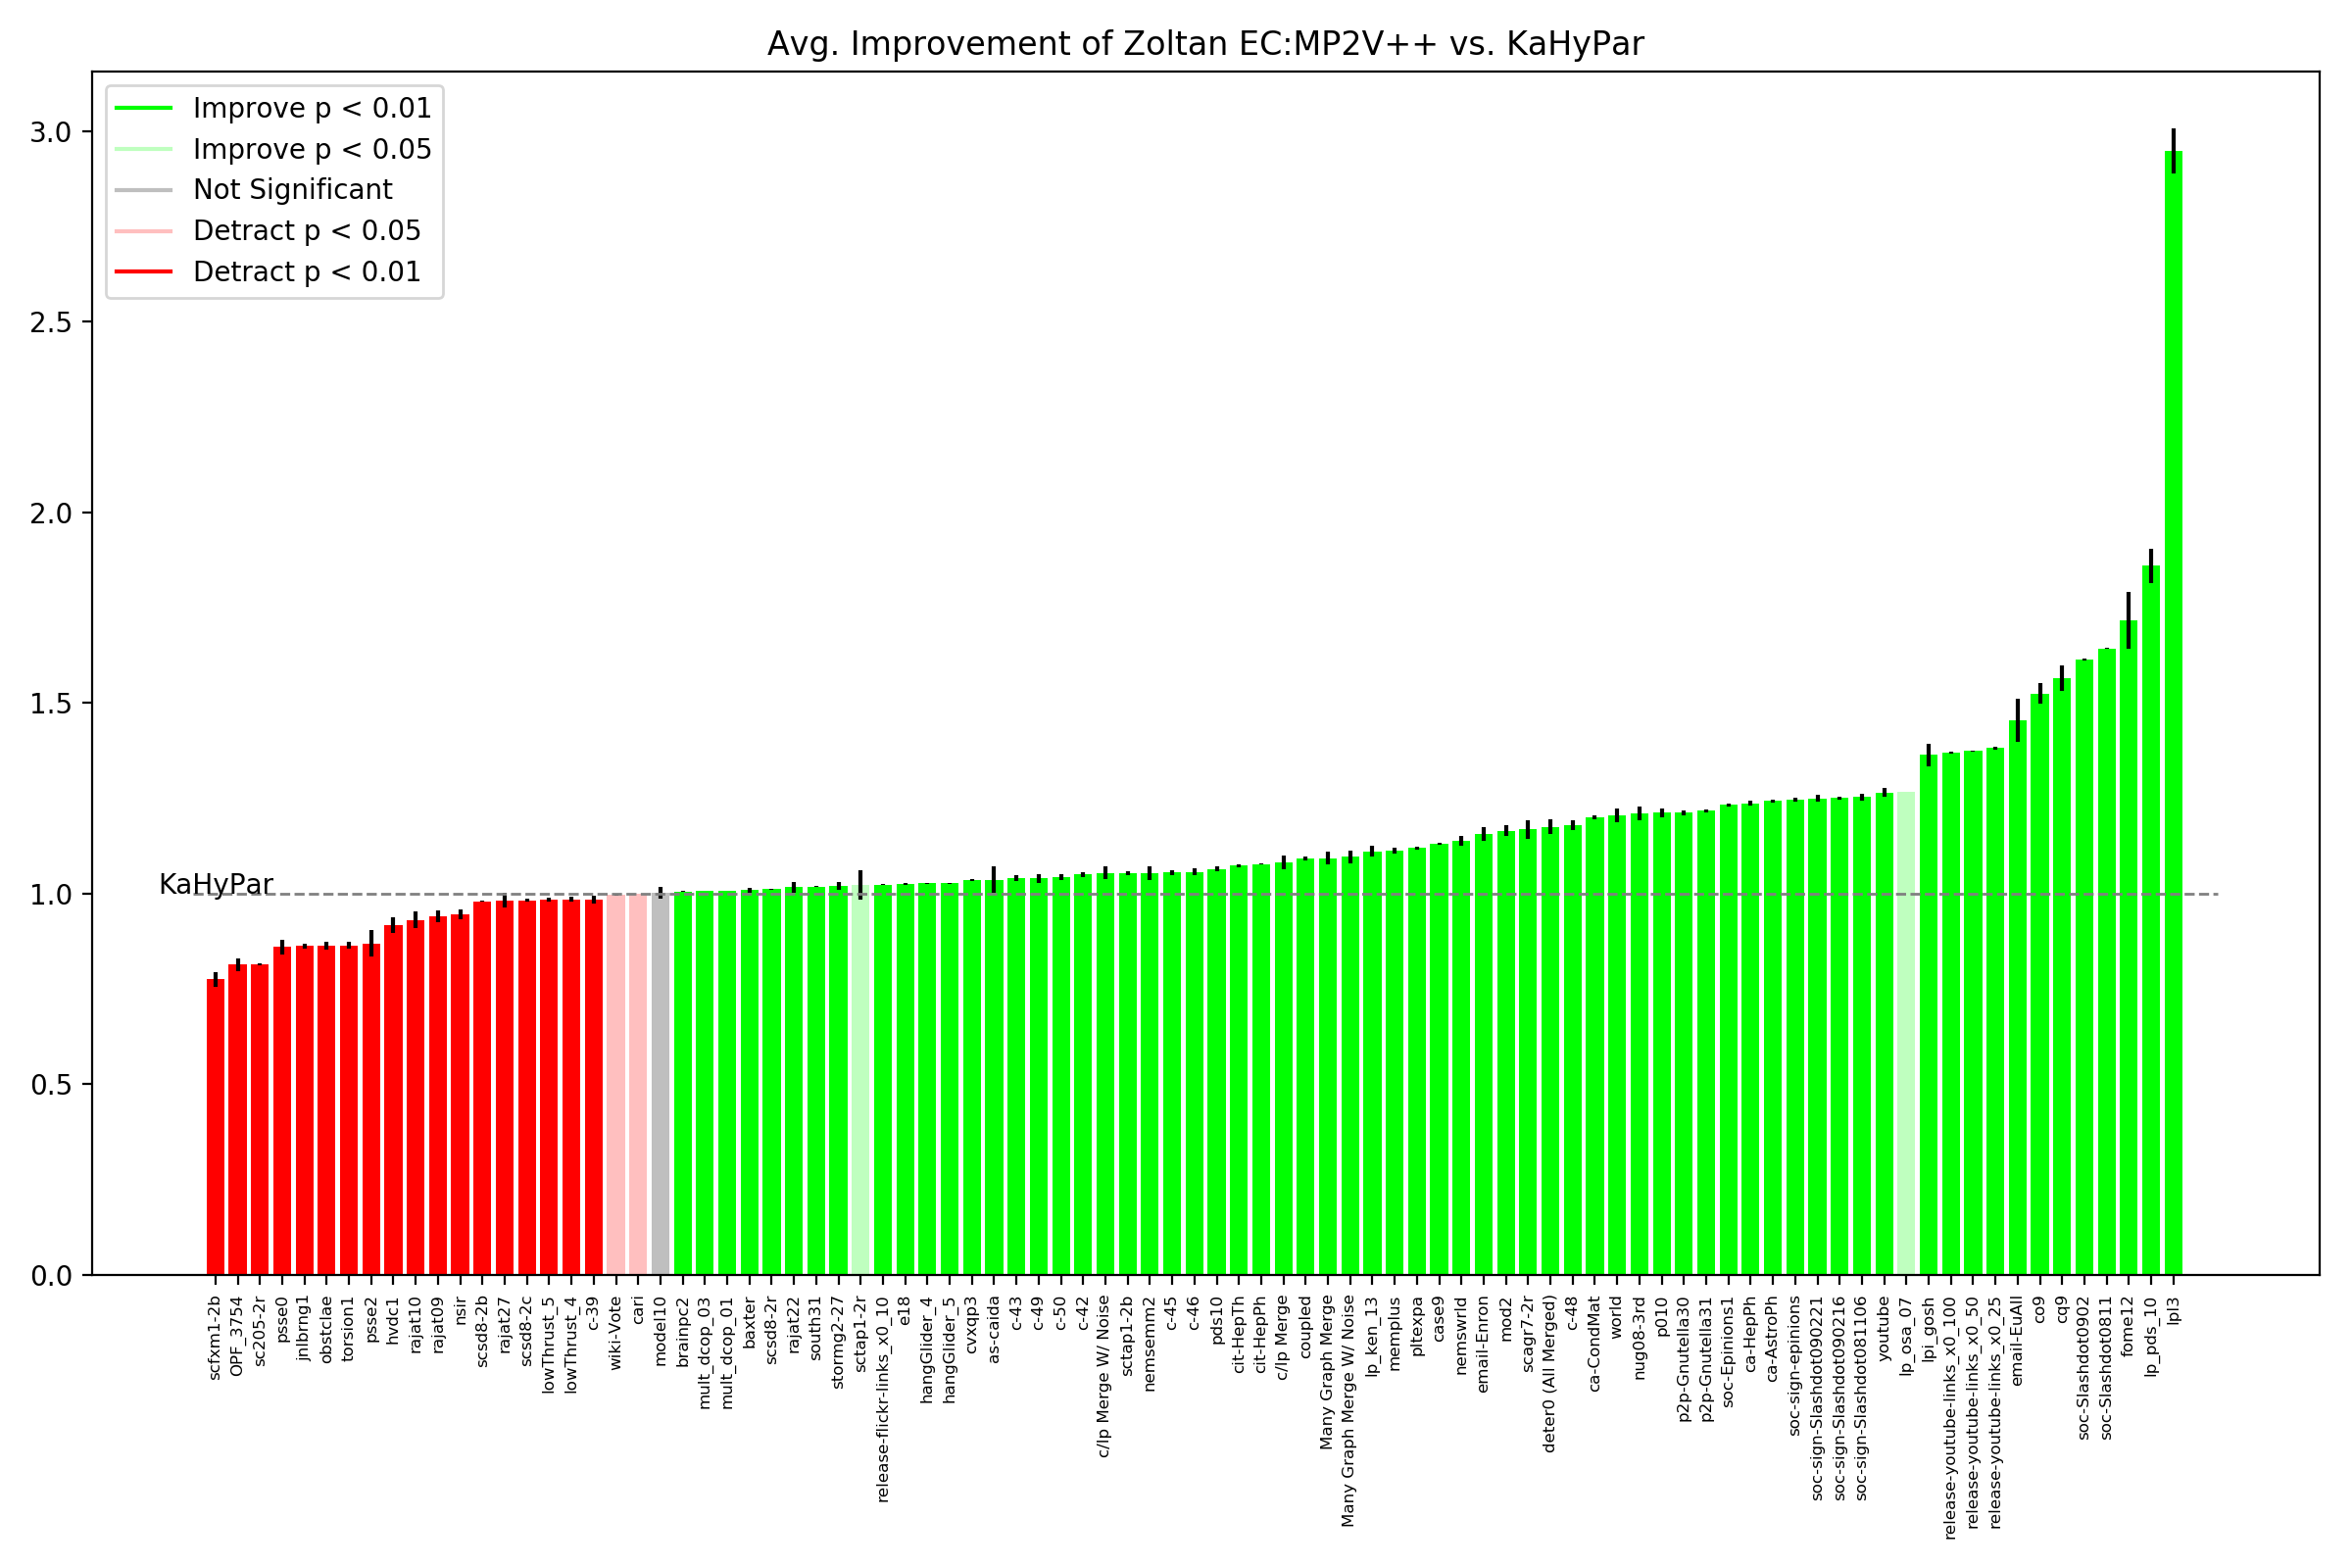 Avg. Improvement of Zoltan EC:MP2V++ vs. KaHyPar
Improve p < 0.01
Improve p < 0.05
Not Significant
Detract p < 0.05
Detract p < 0.01
3.0
2.5
2.0
1.5
1.0
0.5
0.0
KaHyPar
scfxm1-2b
OPF_3754
sc205-2r
psse0
jnlbrng1
obstclae
torsion1
psse2
hvdc1
rajat10
rajat09
nsir
scsd8-2b
rajat27
scsd8-2c
lowThrust_5
lowThrust_4
c-39
wiki-Vote
cari
model10
brainpc2
mult_dcop_03
mult_dcop_01
baxter
scsd8-2r
rajat22
south31
stormg2-27
sctap1-2r
release-flickr-links_x0_10
e18
hangGlider_4
hangGlider_5
cvxqp3
as-caida
c-43
c-49
c-50
c-42
c/lp Merge W/ Noise
sctap1-2b
nemsemm2
c-45
c-46
pds10
cit-HepTh
cit-HepPh
c/lp Merge
coupled
Many Graph Merge
Many Graph Merge W/ Noise
lp_ken_13
memplus
pltexpa
case9
nemswrld
email-Enron
mod2
scagr7-2r
deter0 (All Merged)
c-48
ca-CondMat
world
nug08-3rd
p010
p2p-Gnutella30
p2p-Gnutella31
soc-Epinions1
ca-HepPh
ca-AstroPh
soc-sign-epinions
soc-sign-Slashdot090221
soc-sign-Slashdot090216
soc-sign-Slashdot081106
youtube
lp_osa_07
lpi_gosh
release-youtube-links_x0_100
release-youtube-links_x0_50
release-youtube-links_x0_25
email-EuAll
co9
cq9
soc-Slashdot0902
soc-Slashdot0811
fome12
lp_pds_10
lpl3